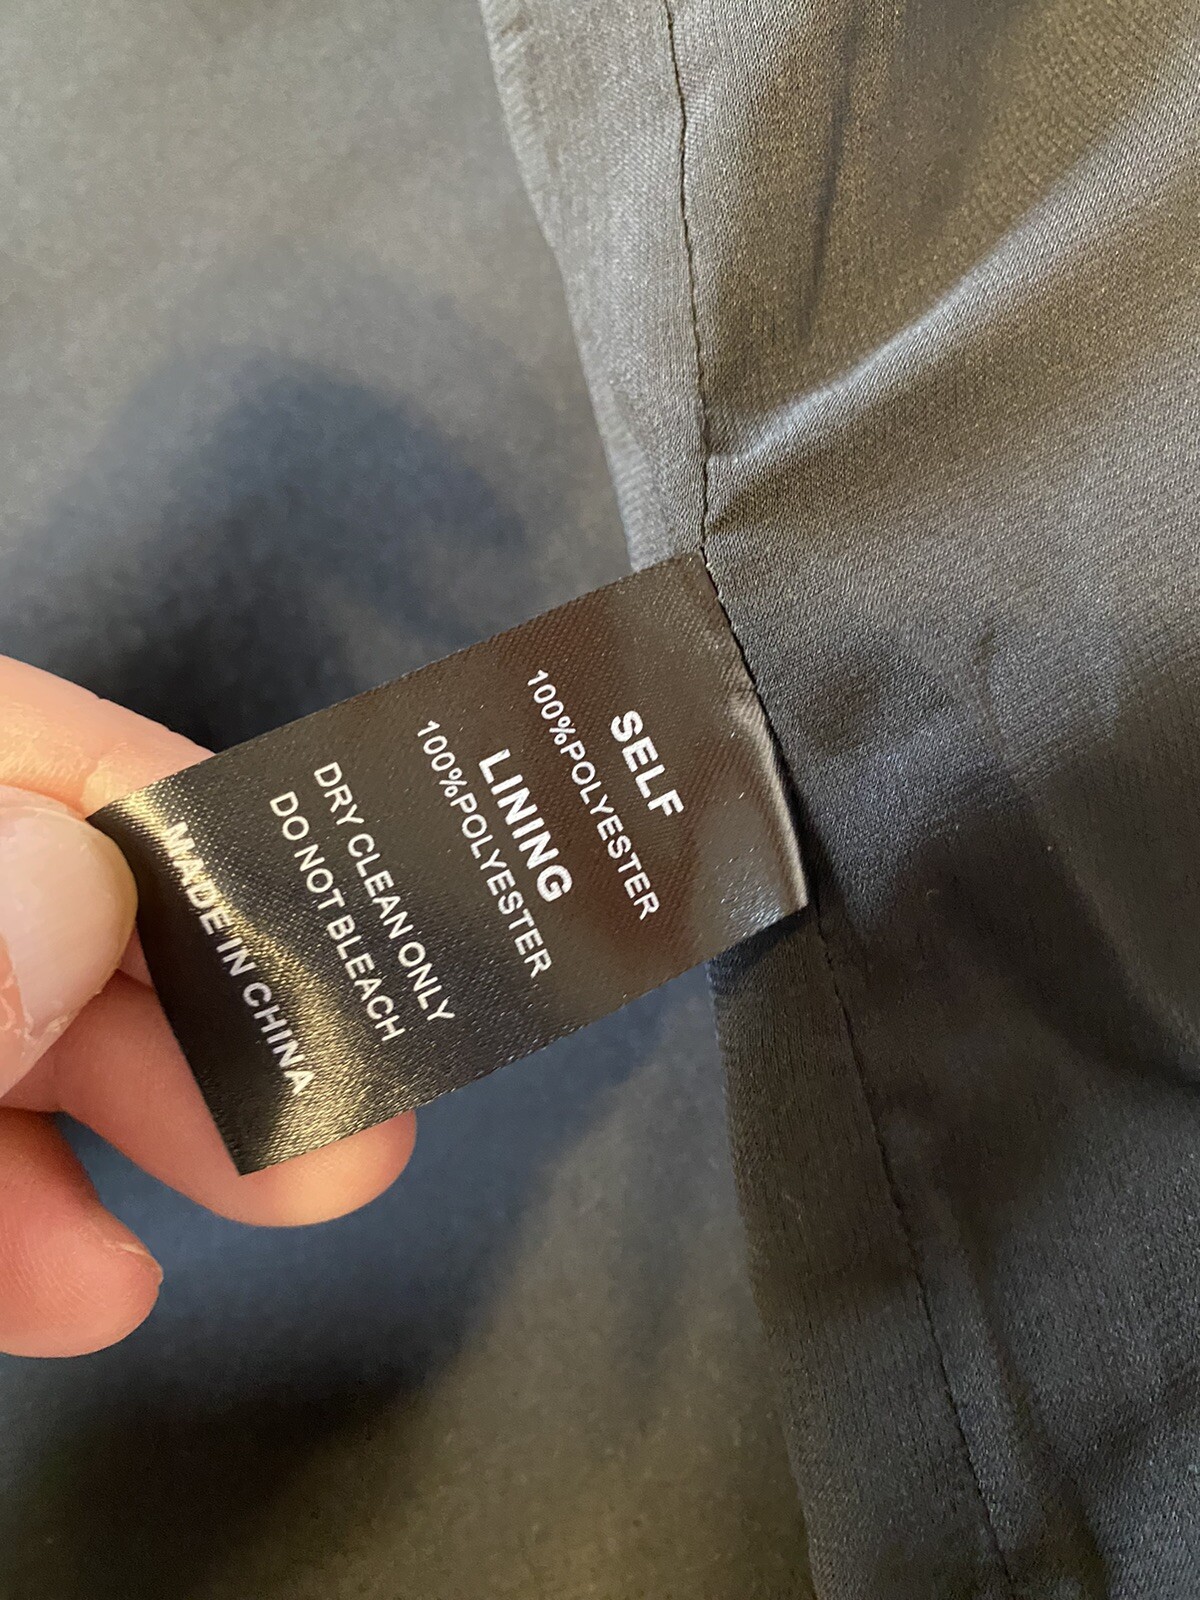 SELF
100%POLYESTER
LINING
100%POLYESTER
DRY CLEAN ONLY
DO NOT BLEACH
MADE IN CHINA